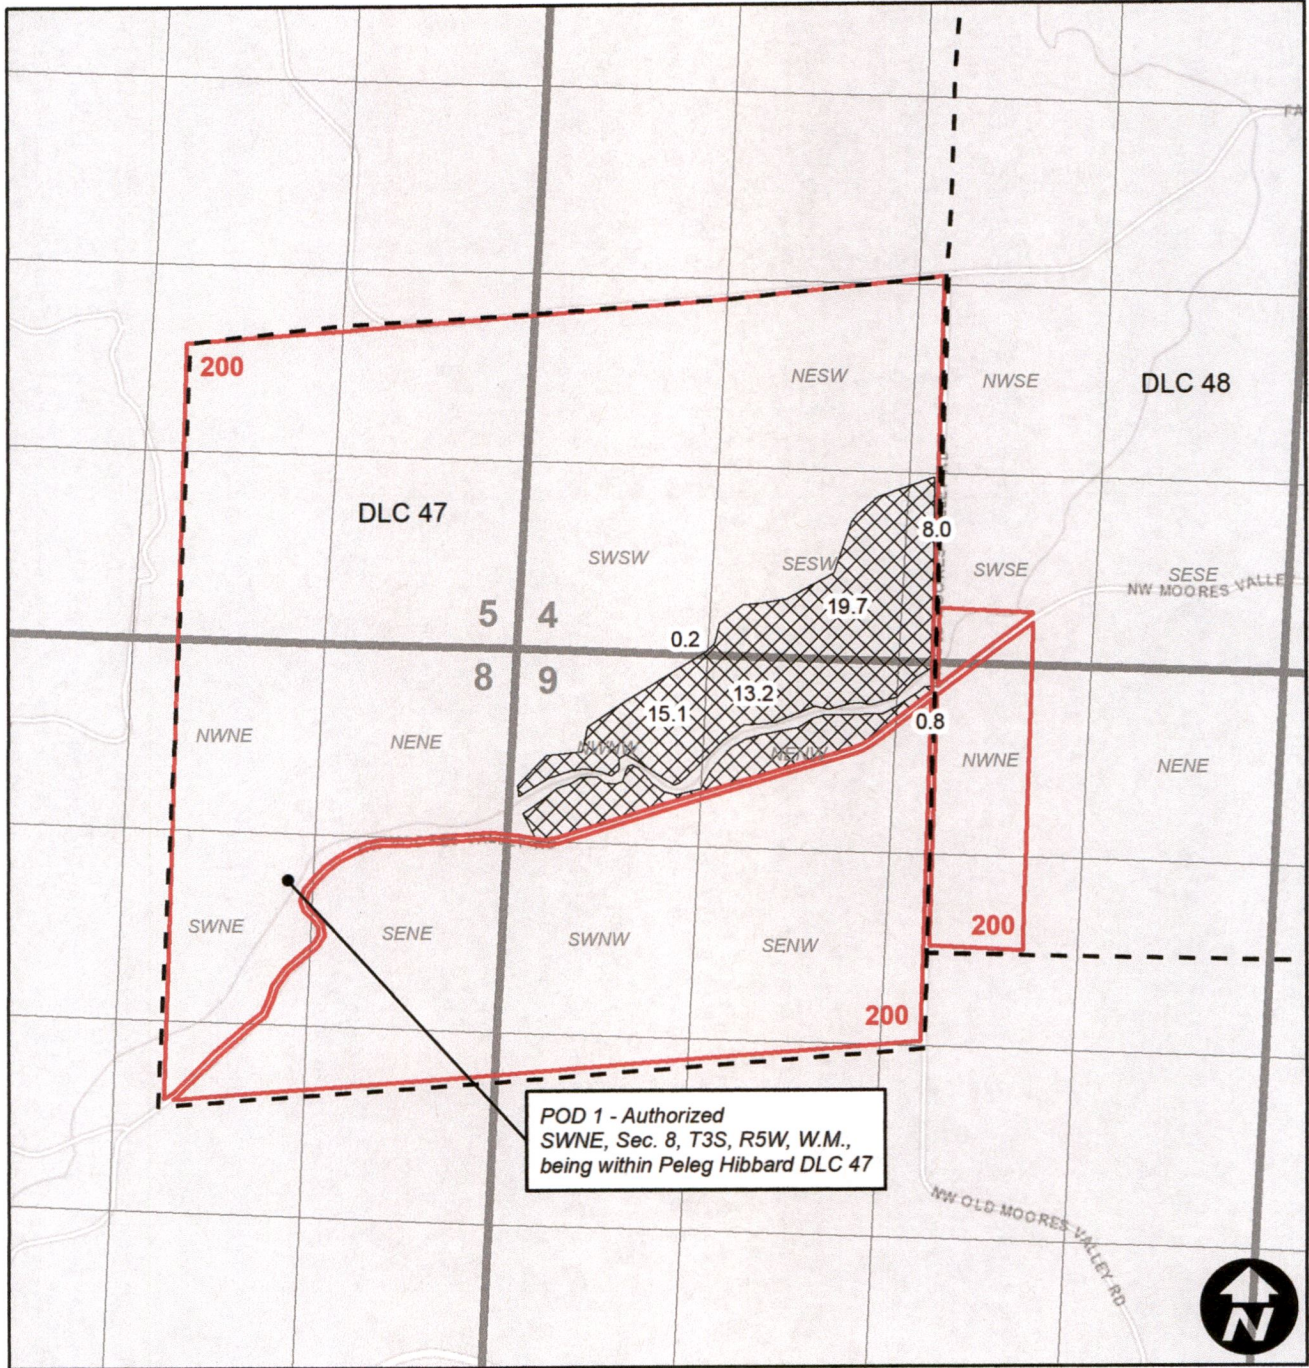 FA
200
NESW
NWSE
DLC 48
DLC 47
8.0
SWSW
SESW
SWSE
SESE
NW MOORES VALLE
19.7
5 4
0.2
8 9
13.2
15.1
0.8
NWNE
NENE
NWNW
NENW
NWNE
NENE
SWNE
SENE
SWNW
SENW
200
200
POD 1 - Authorized
SWNE, Sec. 8, T3S, R5W, W.M.,
being within Peleg Hibbard DLC 47
NW OLD MOORES VALLEY RD
N